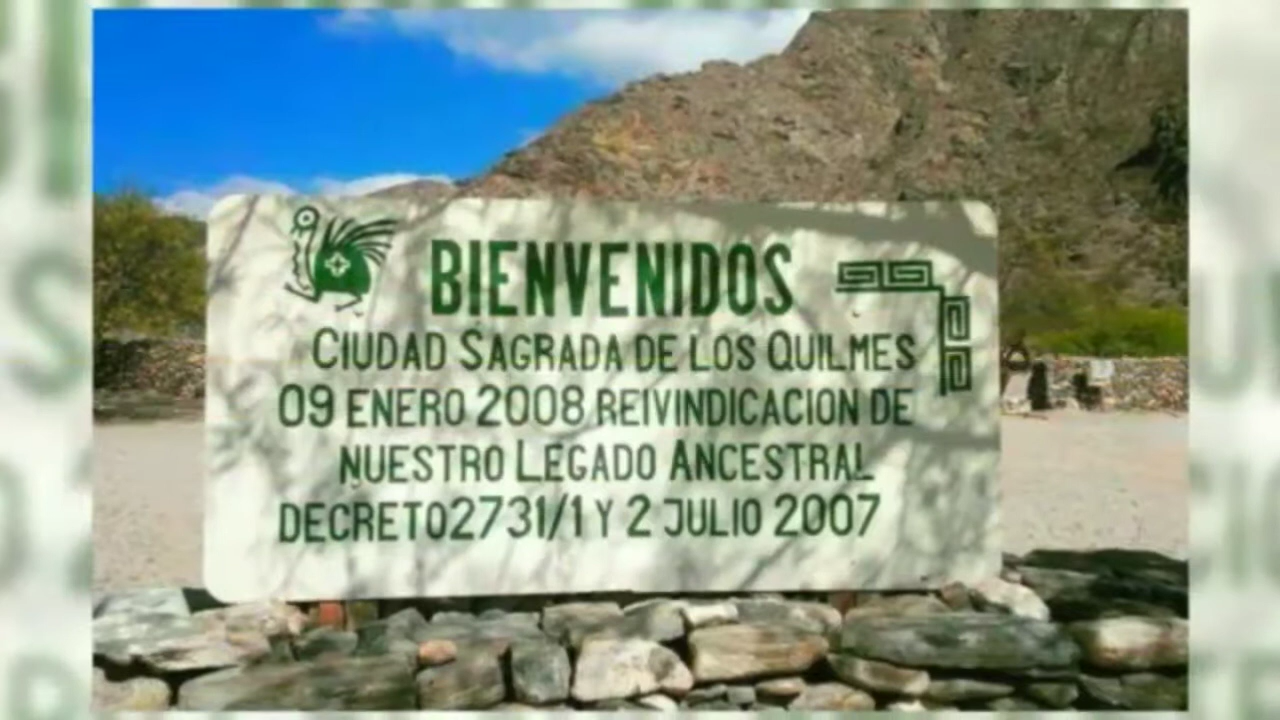 BIENVENIDOS
CIUDAD SAGRADA DE LOS QUILMES
09 ENERO 2008 REIVINDICACION DE
NUESTRO LEGADO ANCESTRAL
DECRETO2731/1 Y 2 JULIO 2007